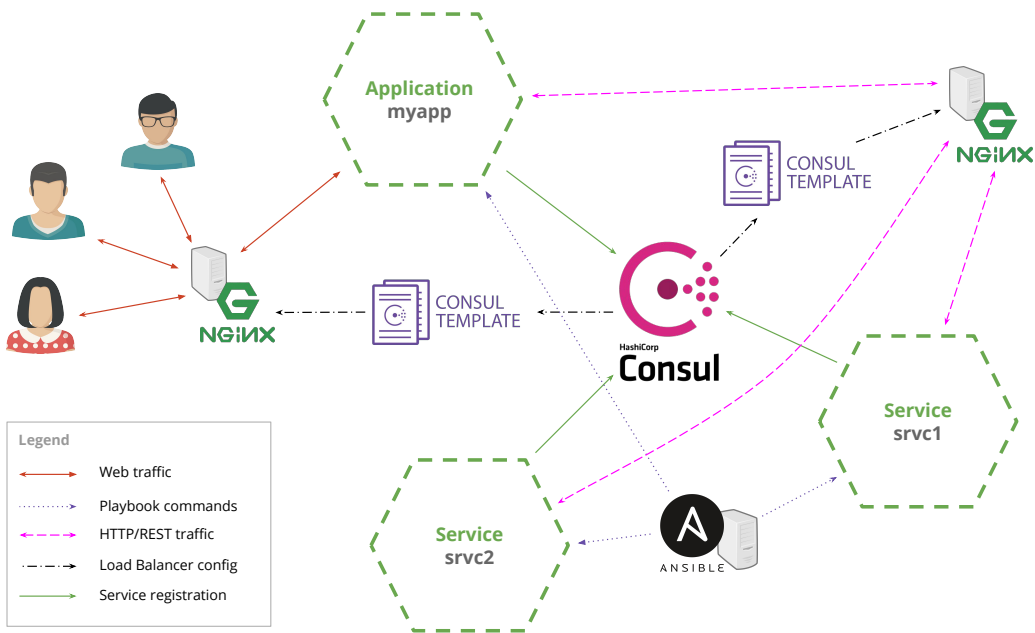 Application
myapp
NGINX
CONSUL
TEMPLATE
CONSUL
TEMPLATE
NGINX
HashiCorp
Consul
Service
srvc1
Service
srvc2
ANSIBLE
Legend
Web traffic
Playbook commands
HTTP/REST traffic
Load Balancer config
Service registration